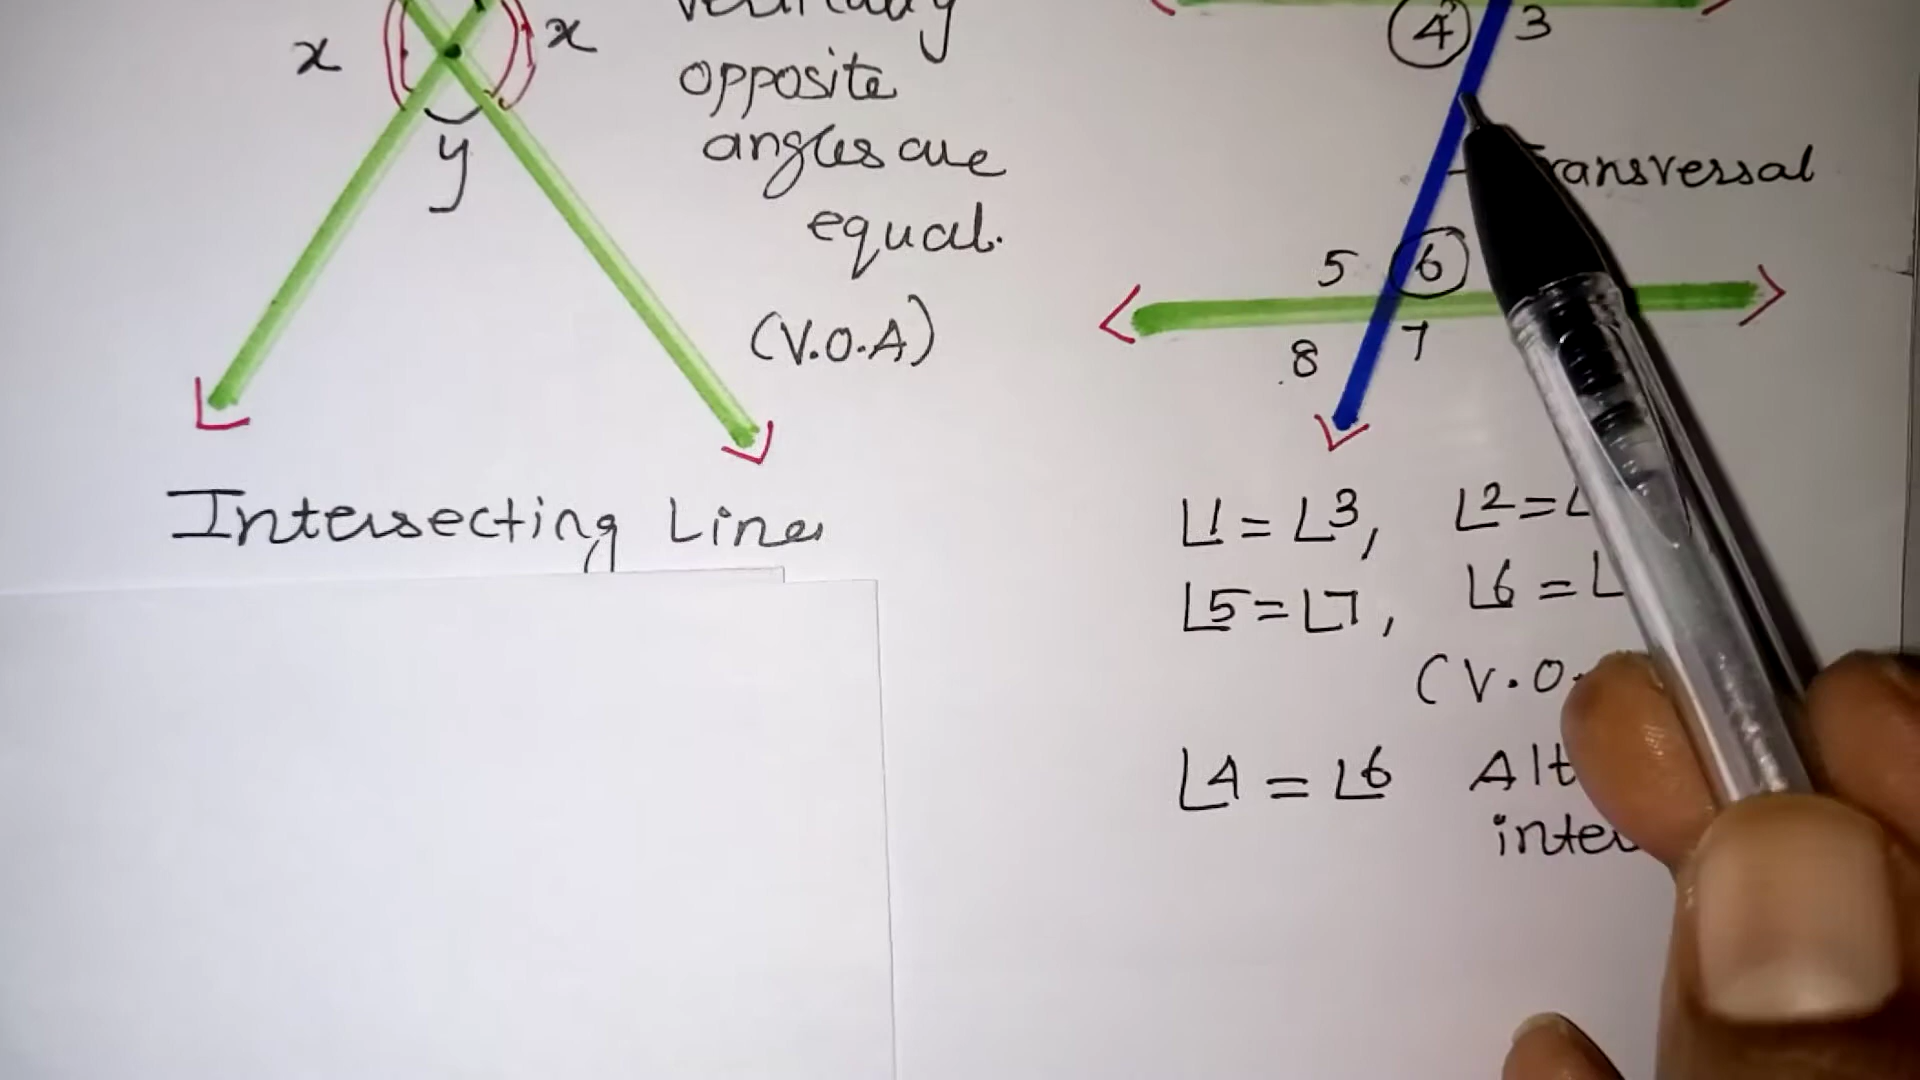 x x
y
opposite
angles are
equal.
(V.O.A)
Intersecting Lines
4 3
Transversal
5 6
8 7
∠1 = ∠3, ∠2 = ∠
∠5 = ∠7, ∠6 = ∠
(V.O.
∠4 = ∠6 Alt
inter